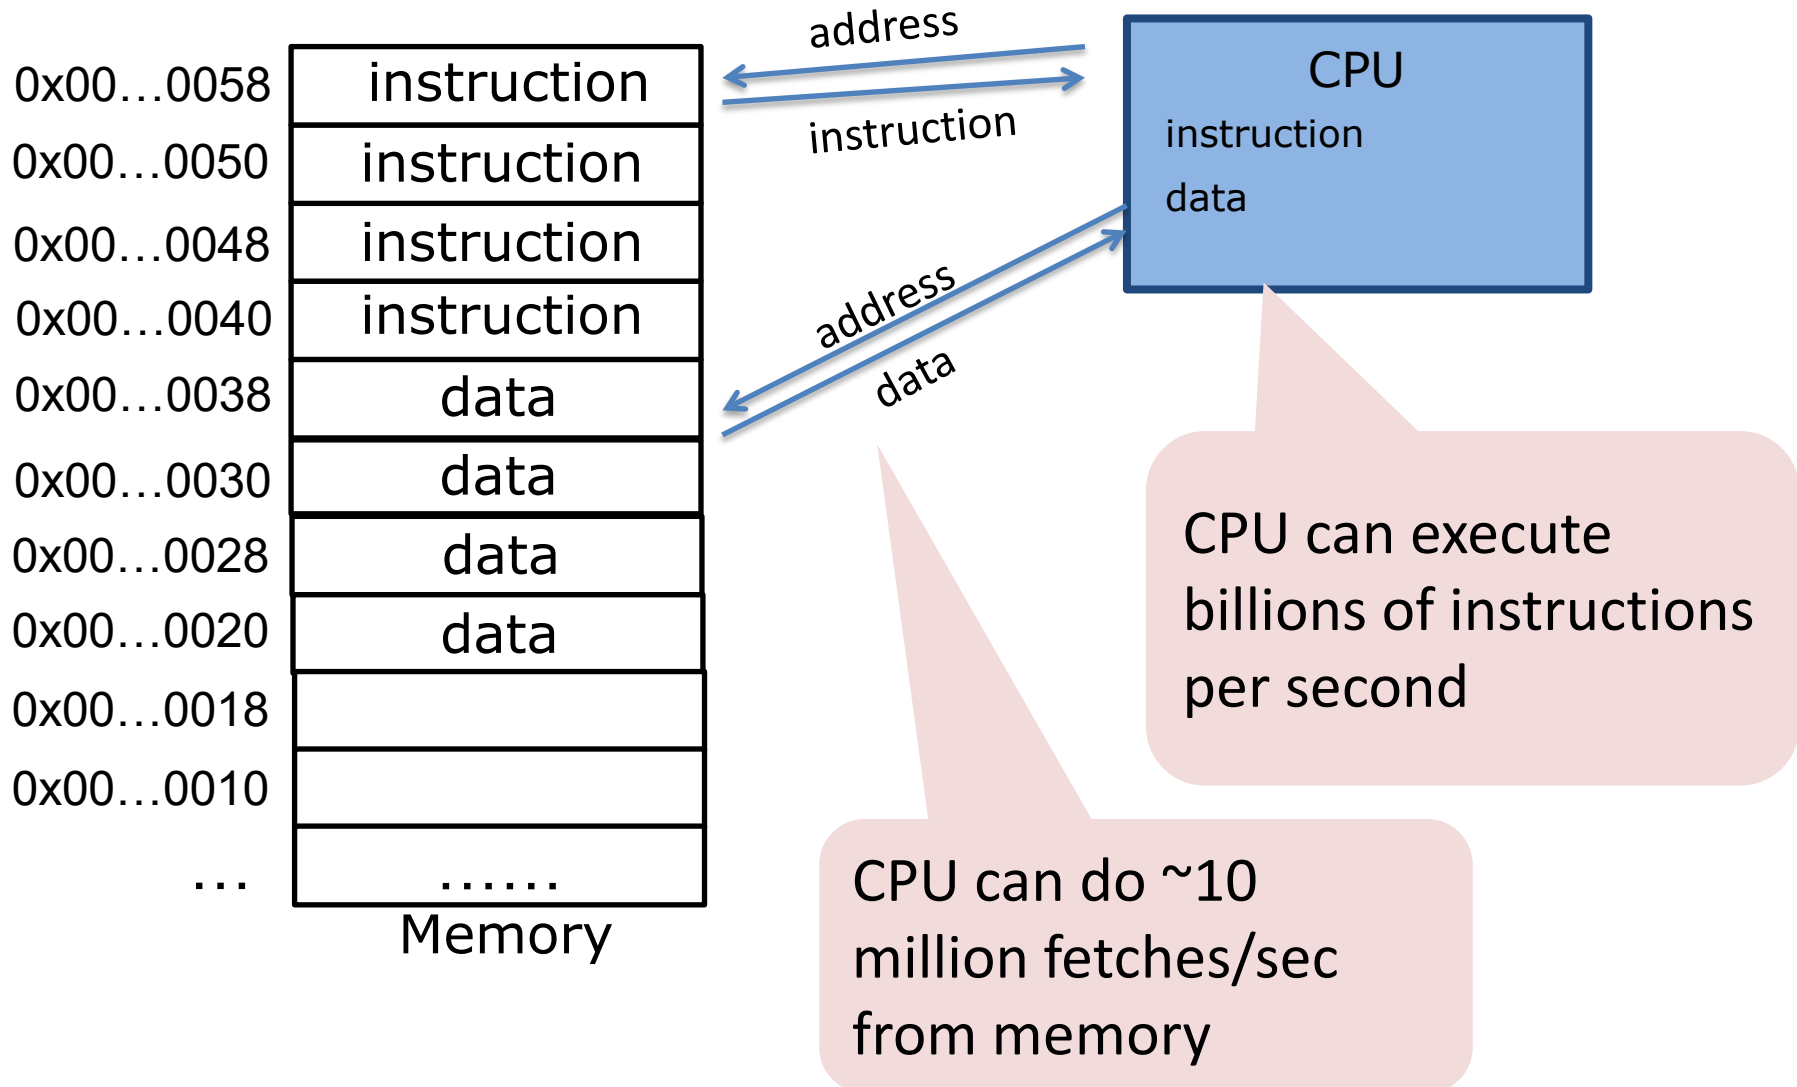 address
CPU
0x00...0058 instruction
instruction
instruction
0x00...0050 instruction
data
0x00...0048 instruction
0x00...0040 instruction
address
0x00...0038 data
data
0x00...0030 data
0x00...0028 data
0x00...0020 data
0x00...0018
0x00...0010
... ......
Memory
CPU can execute
billions of instructions
per second
CPU can do ~10
million fetches/sec
from memory